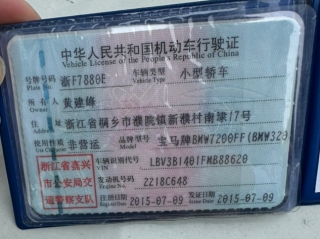 中华人民共和国机动车行驶证
Vehicle License of the People's Republic of China
号牌号码 浙F7880E 车辆类型 小型轿车
Plate No. Vehicle Type
所有人 黄建峰
Owner
住址 浙江省桐乡市濮院镇新濮村南埭17号
Address
使用性质 非营运 品牌型号 宝马牌BMW7200FF(BMW320
Use Character Model
浙江省嘉兴 车辆识别代号 LBV3B1401FMB88620
VIN
市公安局交 发动机号码 2218C648
Engine No.
通警察支队 注册日期 2015-07-09 发证日期 2015-07-09
Register Date Issue Date